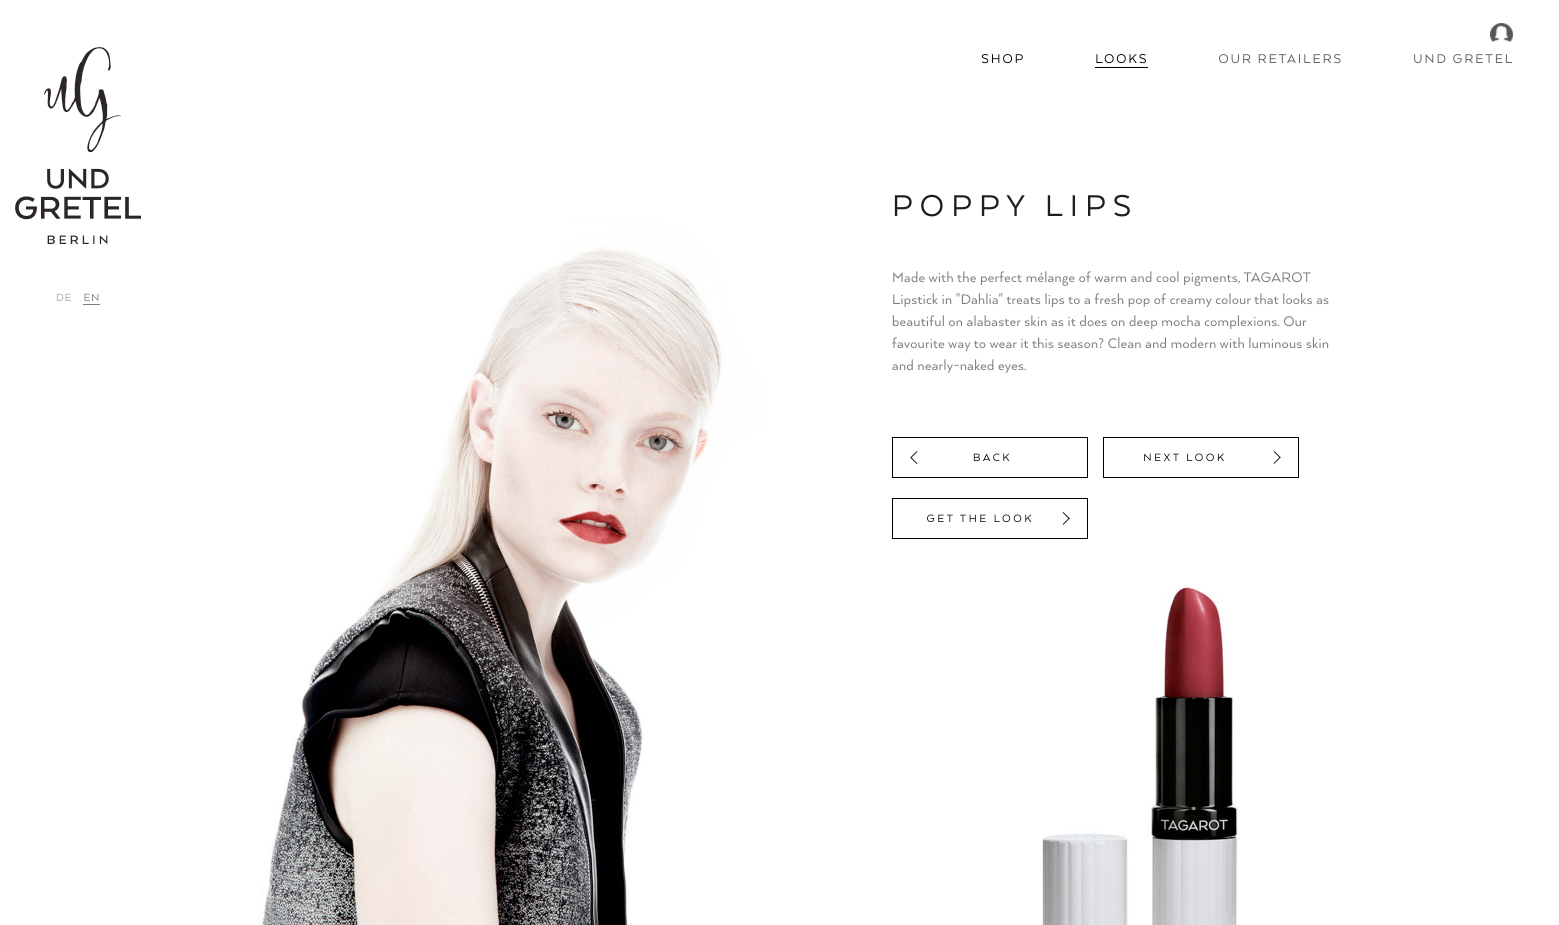 uG
UND
GRETEL
BERLIN
DE EN
SHOP LOOKS OUR RETAILERS UND GRETEL
POPPY LIPS
Made with the perfect mélange of warm and cool pigments, TAGAROT
Lipstick in "Dahlia" treats lips to a fresh pop of creamy colour that looks as
beautiful on alabaster skin as it does on deep mocha complexions. Our
favourite way to wear it this season? Clean and modern with luminous skin
and nearly-naked eyes.
BACK NEXT LOOK
GET THE LOOK
TAGAROT